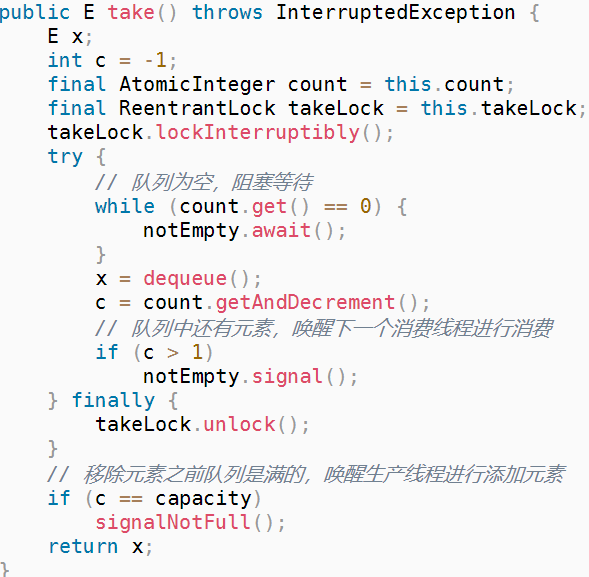 public E take() throws InterruptedException {
    E x;
    int c = -1;
    final AtomicInteger count = this.count;
    final ReentrantLock takeLock = this.takeLock;
    takeLock.lockInterruptibly();
    try {
        // 队列为空，阻塞等待
        while (count.get() == 0) {
            notEmpty.await();
        }
        x = dequeue();
        c = count.getAndDecrement();
        // 队列中还有元素，唤醒下一个消费线程进行消费
        if (c > 1)
            notEmpty.signal();
    } finally {
        takeLock.unlock();
    }
    // 移除元素之前队列是满的，唤醒生产线程进行添加元素
    if (c == capacity)
        signalNotFull();
    return x;
}